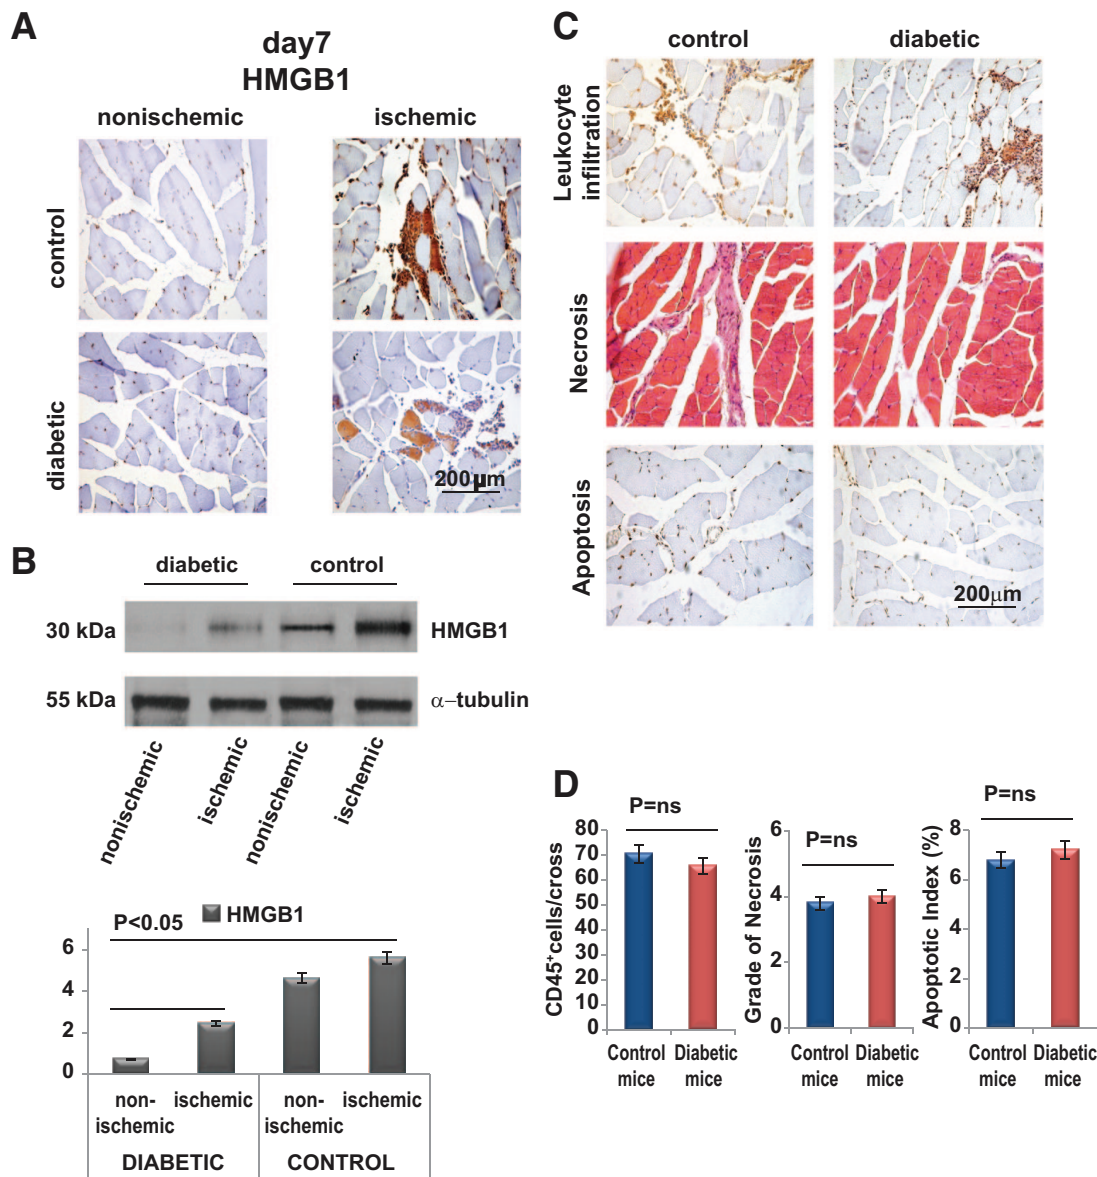 A
day7
HMGB1
nonischemic
ischemic
control
diabetic
200 µm
B
diabetic
control
30 kDa
HMGB1
55 kDa
α–tubulin
nonischemic
ischemic
nonischemic
ischemic
P<0.05
HMGB1
6
4
2
0
non-
ischemic
ischemic
non-
ischemic
ischemic
DIABETIC
CONTROL
C
control
diabetic
Leukocyte
infiltration
Necrosis
Apoptosis
200µm
D
P=ns
CD45+cells/cross
80
70
60
50
40
30
20
10
0
Control
mice
Diabetic
mice
P=ns
Grade of Necrosis
6
4
2
0
Control
mice
Diabetic
mice
P=ns
Apoptotic Index (%)
8
6
4
2
0
Control
mice
Diabetic
mice